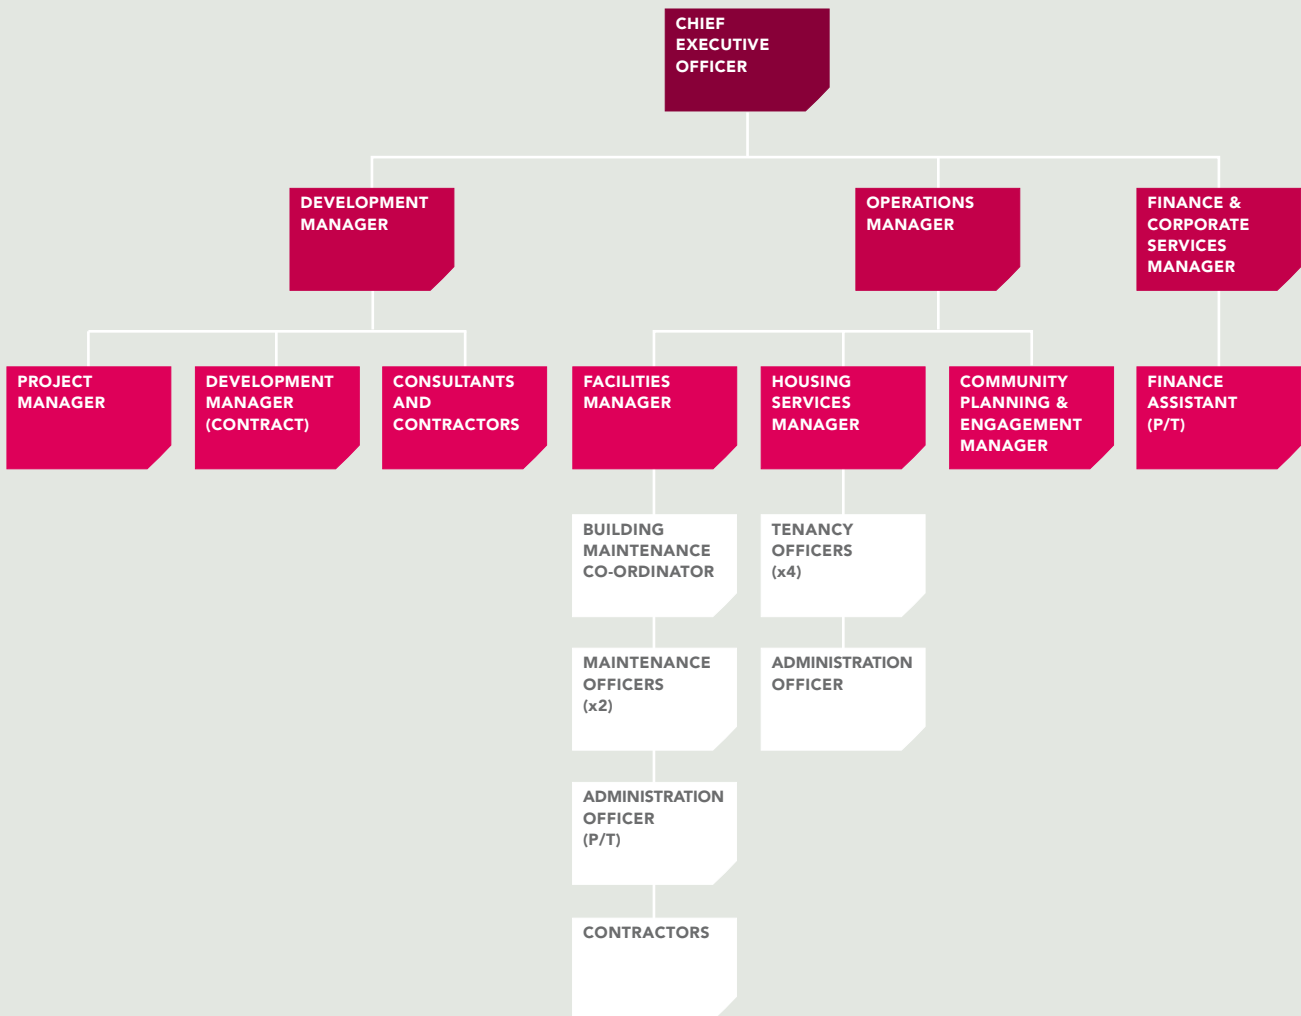 CHIEF
EXECUTIVE
OFFICER
DEVELOPMENT
MANAGER
OPERATIONS
MANAGER
FINANCE &
CORPORATE
SERVICES
MANAGER
PROJECT
MANAGER
DEVELOPMENT
MANAGER
(CONTRACT)
CONSULTANTS
AND
CONTRACTORS
FACILITIES
MANAGER
HOUSING
SERVICES
MANAGER
COMMUNITY
PLANNING &
ENGAGEMENT
MANAGER
FINANCE
ASSISTANT
(P/T)
BUILDING
MAINTENANCE
CO-ORDINATOR
TENANCY
OFFICERS
(x4)
MAINTENANCE
OFFICERS
(x2)
ADMINISTRATION
OFFICER
ADMINISTRATION
OFFICER
(P/T)
CONTRACTORS